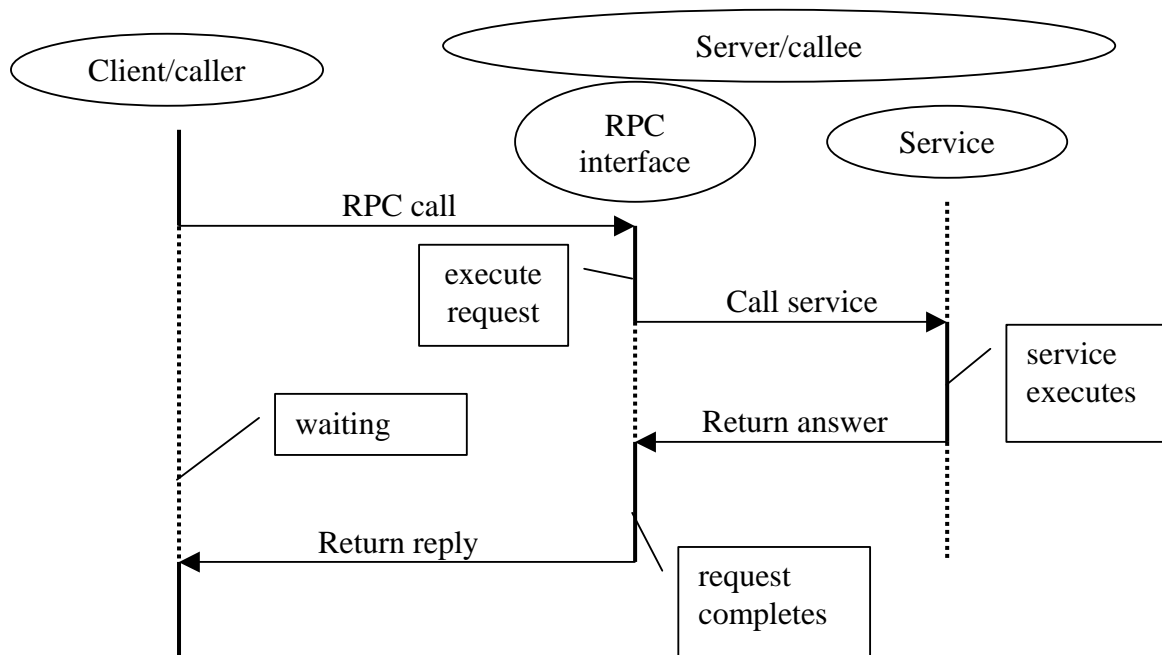 Client/caller
Server/callee
RPC
interface
Service
RPC call
execute
request
Call service
service
executes
waiting
Return answer
Return reply
request
completes